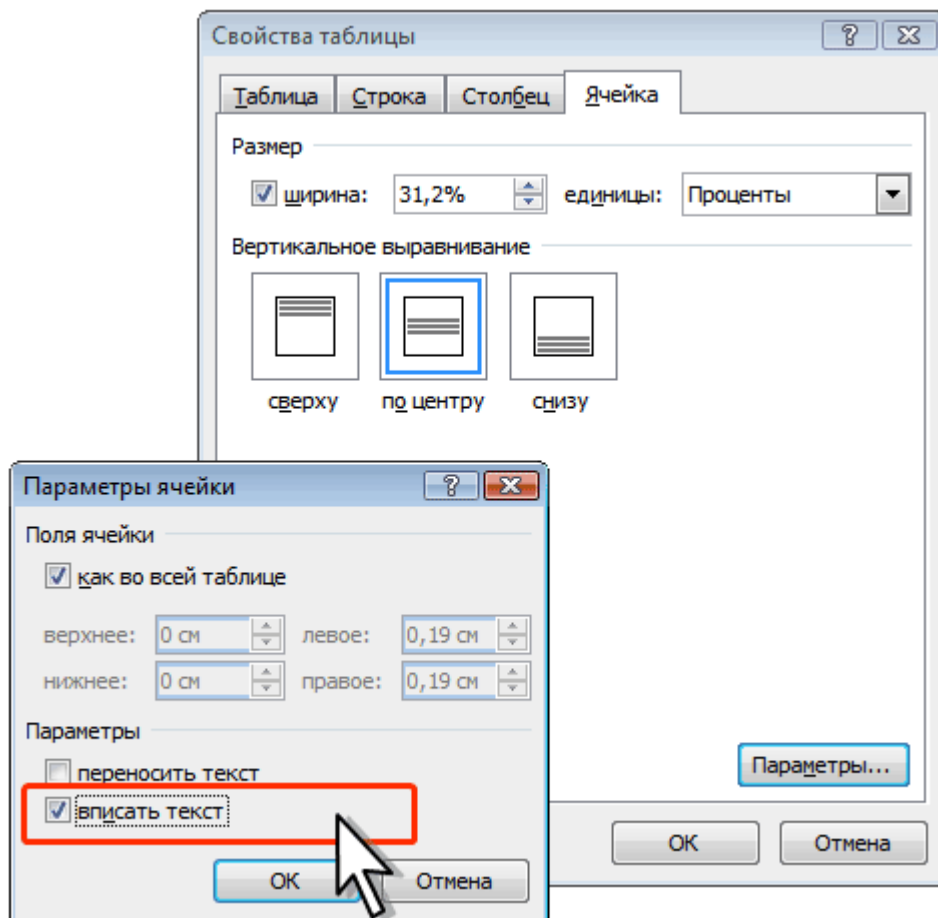 Свойства таблицы
Таблица Строка Столбец Ячейка
Размер
ширина: 31,2% единицы: Проценты
Вертикальное выравнивание
сверху по центру снизу
Параметры...
ОК Отмена
Параметры ячейки
Поля ячейки
как во всей таблице
верхнее: 0 см левое: 0,19 см
нижнее: 0 см правое: 0,19 см
Параметры
переносить текст
вписать текст
ОК Отмена